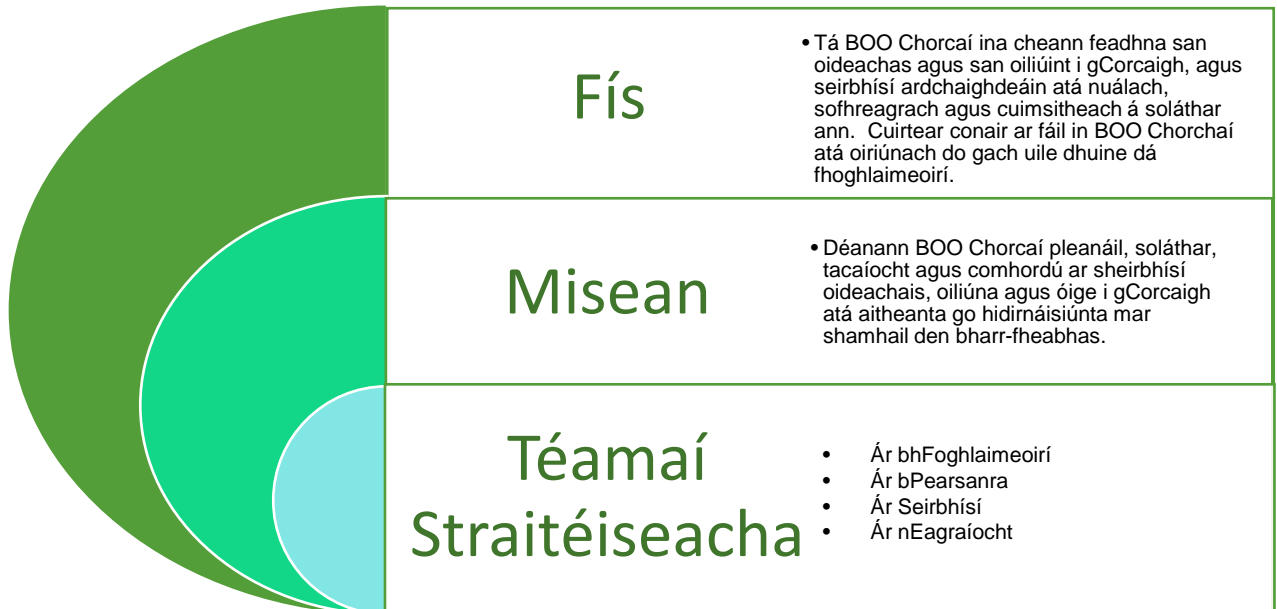 Fís
• Tá BOO Chorcaí ina cheann feadhna san
oideachas agus san oiliúint i gCorcaigh, agus
seirbhísí ardchaighdeáin atá nuálach,
sofhreagrach agus cuimsitheach á soláthar
ann. Cuirtear conair ar fáil in BOO Chorchaí
atá oiriúnach do gach uile dhuine dá
fhoghlaimeoirí.
Misean
• Déanann BOO Chorcaí pleanáil, soláthar,
tacaíocht agus comhordú ar sheirbhísí
oideachais, oiliúna agus óige i gCorcaigh
atá aitheanta go hidirnáisiúnta mar
shamhail den bharr-fheabhas.
Téamaí
Straitéiseacha
• Ár bhFoghlaimeoirí
• Ár bPearsanra
• Ár Seirbhísí
• Ár nEagraíocht